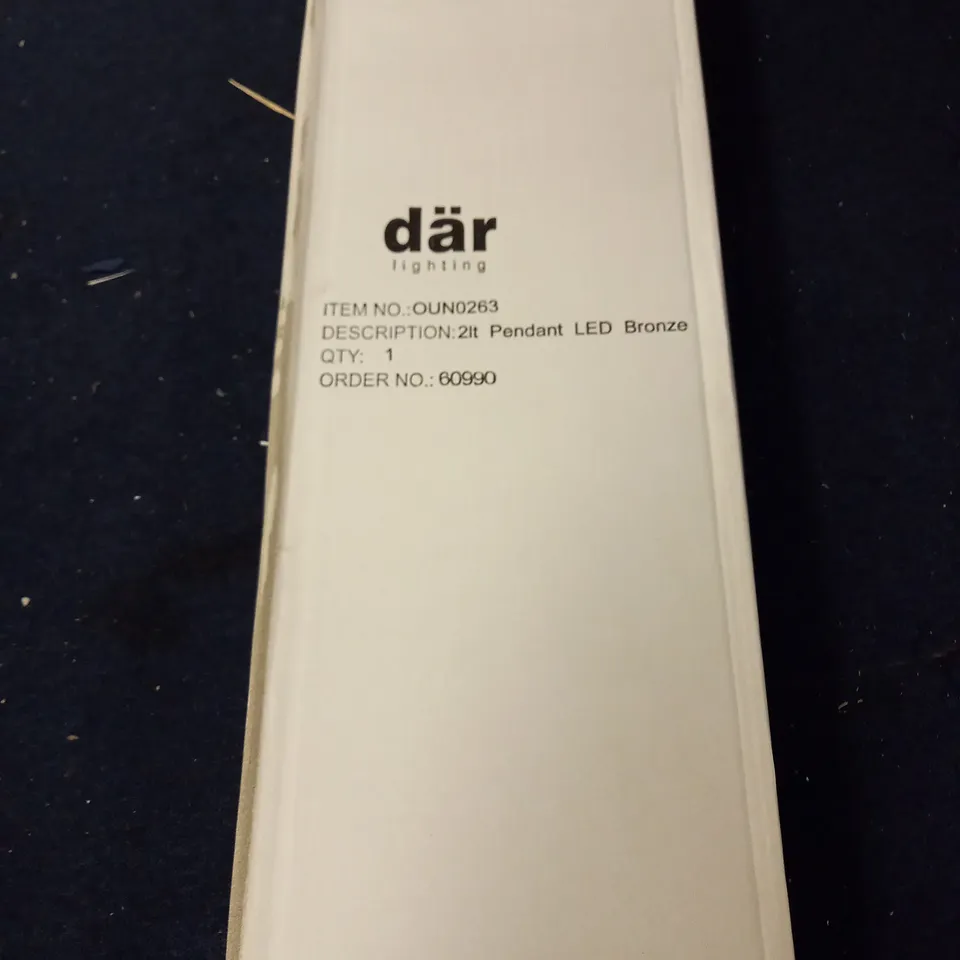 där
lighting
ITEM NO.:OUN0263
DESCRIPTION:2lt Pendant LED Bronze
QTY: 1
ORDER NO.: 60990